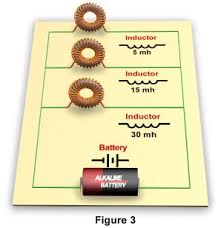 Inductor
5 mh
Inductor
15 mh
Inductor
30 mh
Battery
ALKALINE
BATTERY
Figure 3